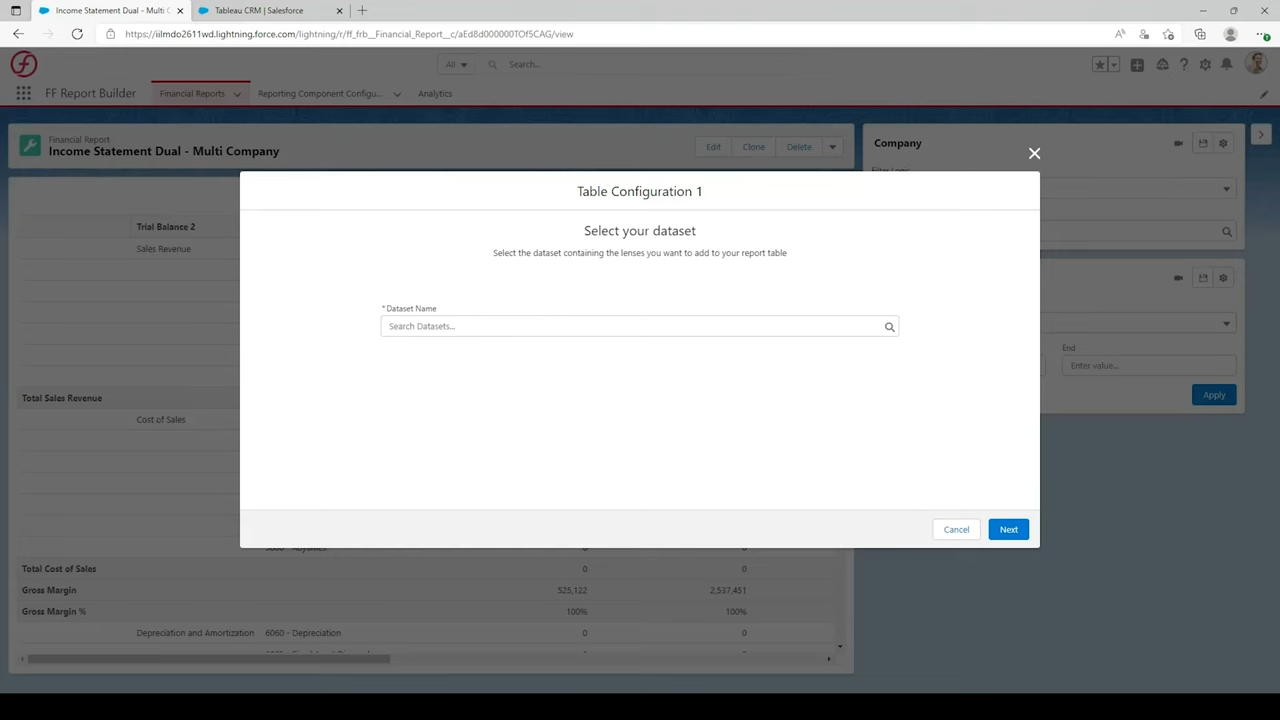 Income Statement Dual - Multi C
Tableau CRM | Salesforce
https://iilmdo2611wd.lightning.force.com/lightning/r/ff_frb__Financial_Report__c/aEd8d000000TOf5CAG/view
All
Search...
FF Report Builder
Financial Reports
Reporting Component Configu...
Analytics
Financial Report
Income Statement Dual - Multi Company
Edit
Clone
Delete
Company
Table Configuration 1
Select your dataset
Select the dataset containing the lenses you want to add to your report table
Trial Balance 2
Sales Revenue
*Dataset Name
Search Datasets...
End
Enter value...
Apply
Total Sales Revenue
Cost of Sales
Cancel
Next
Total Cost of Sales 0 0
Gross Margin 525,122 2,537,451
Gross Margin % 100% 100%
Depreciation and Amortization 6060 - Depreciation 0 0